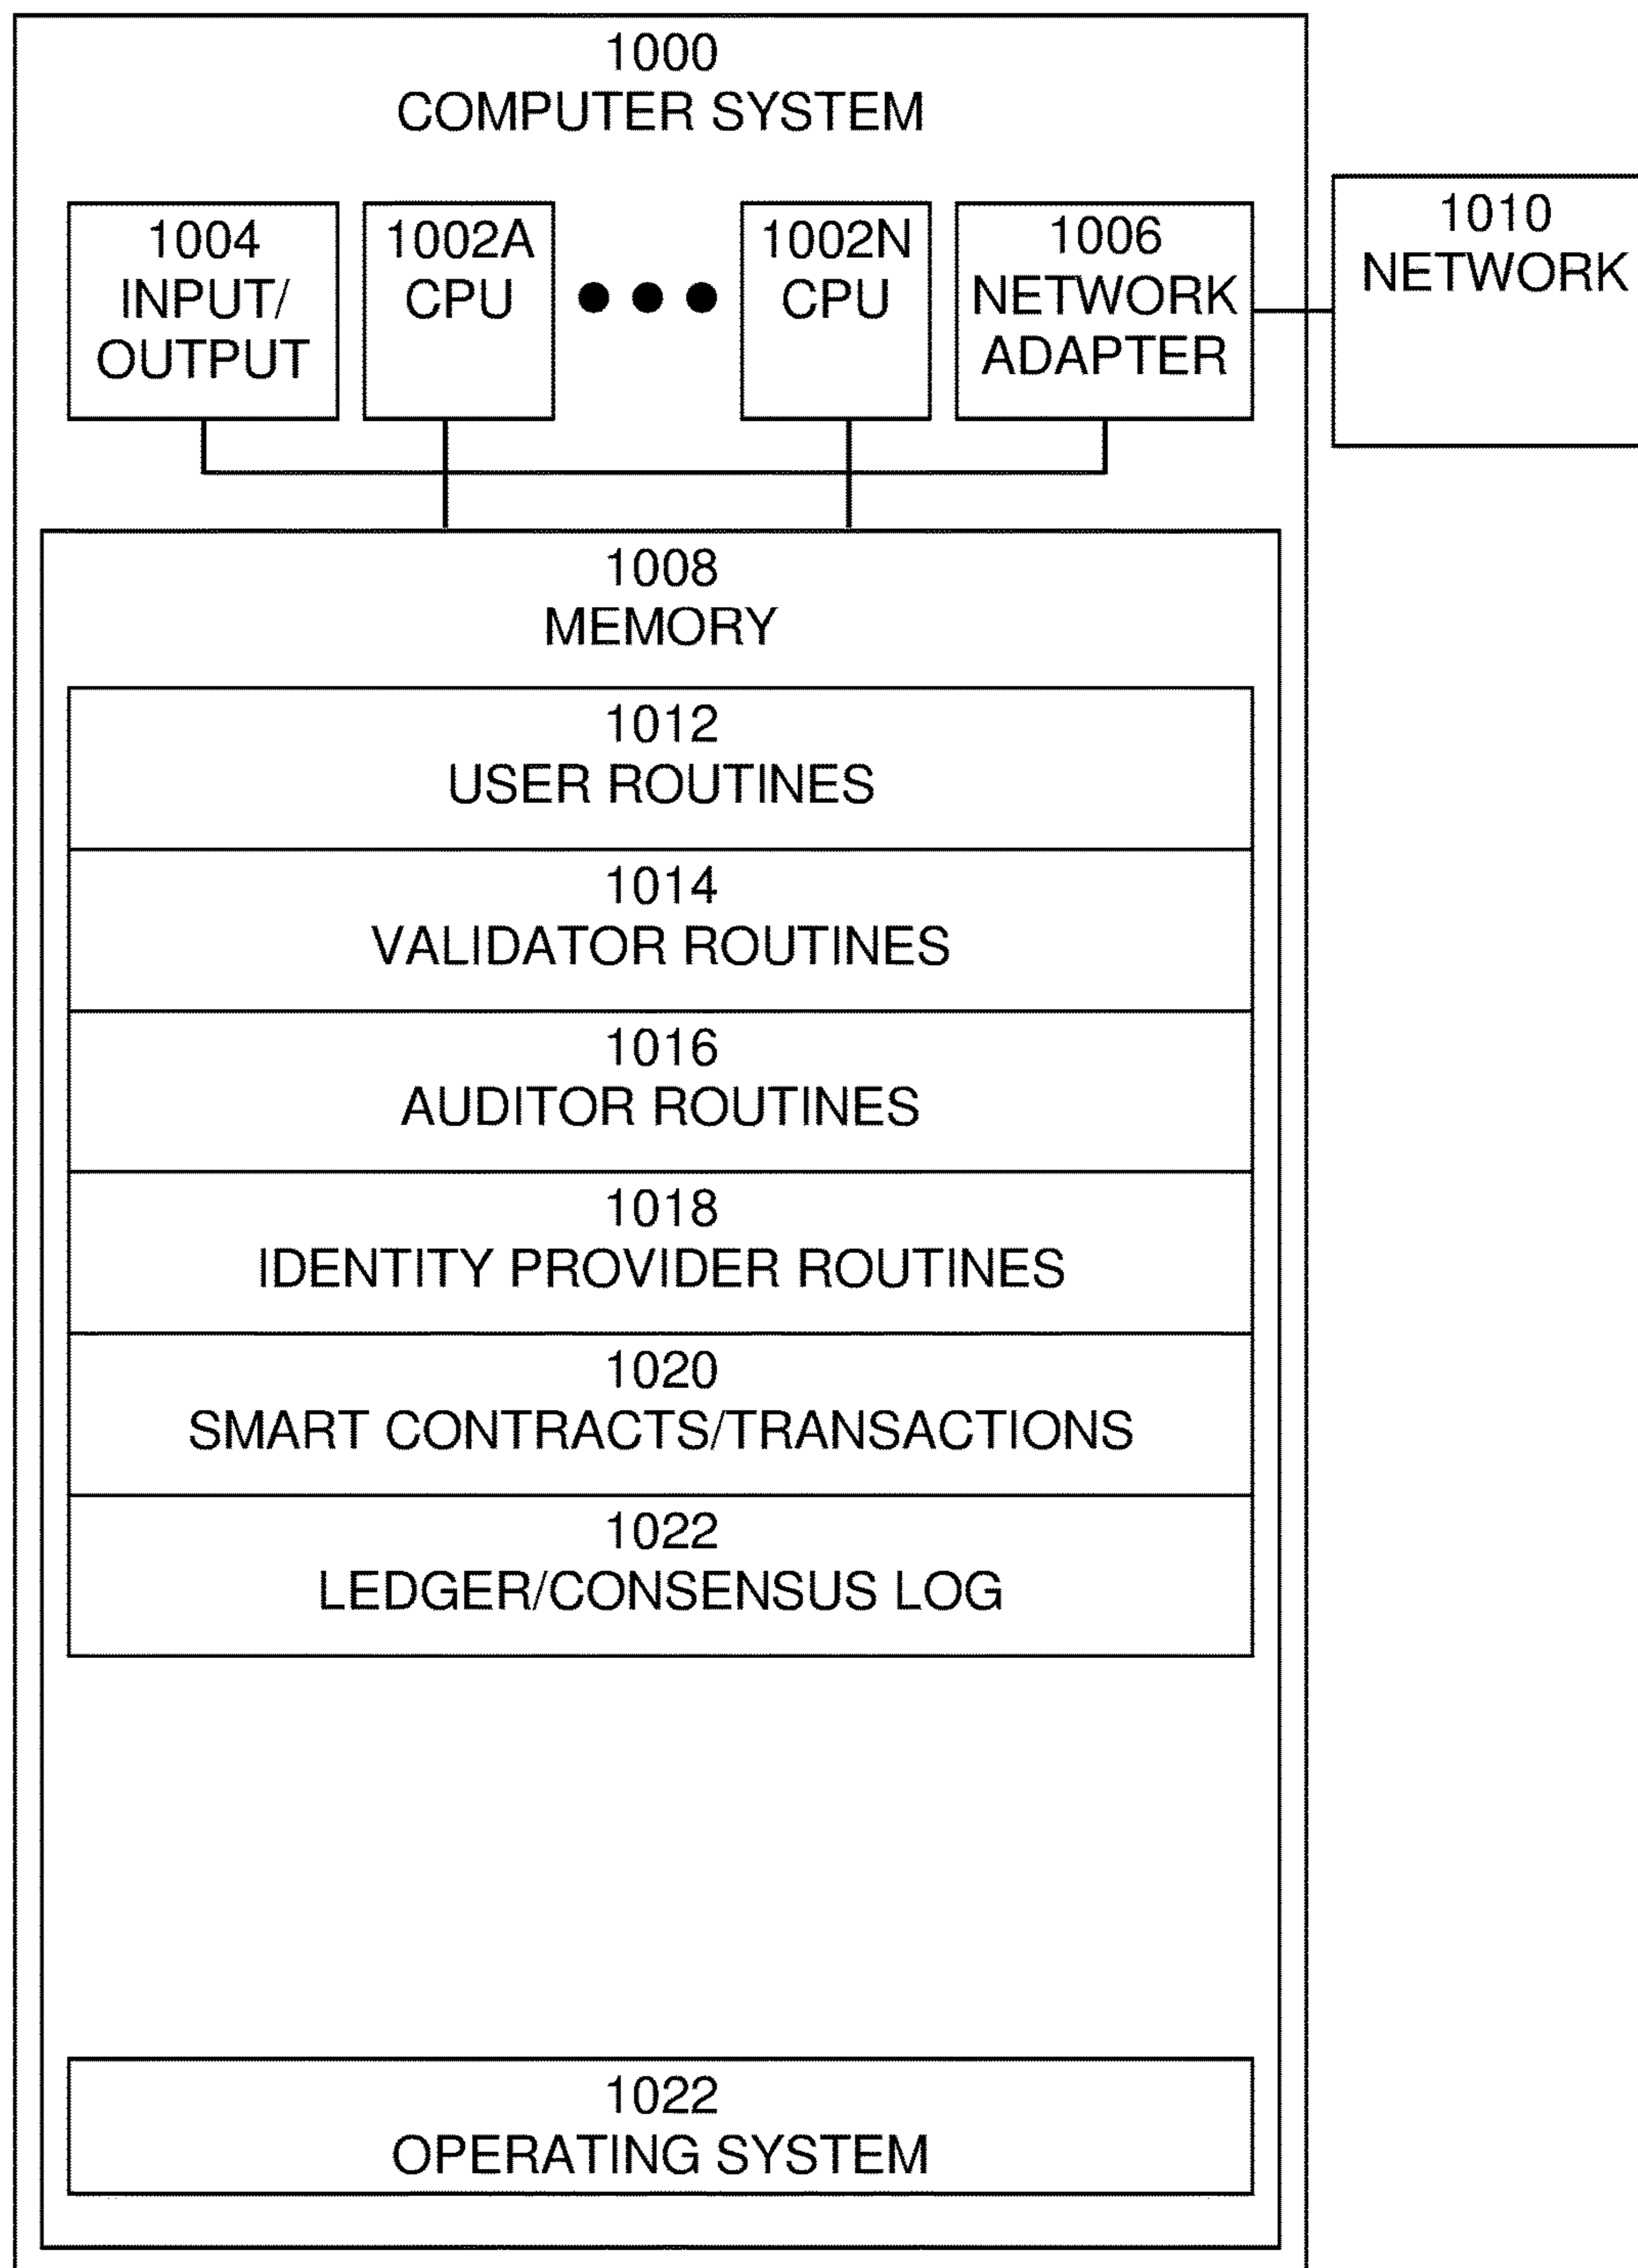 1000
COMPUTER SYSTEM
1004
INPUT/
OUTPUT
1002A
CPU
1002N
CPU
1006
NETWORK
ADAPTER
1010
NETWORK
1008
MEMORY
1012
USER ROUTINES
1014
VALIDATOR ROUTINES
1016
AUDITOR ROUTINES
1018
IDENTITY PROVIDER ROUTINES
1020
SMART CONTRACTS/TRANSACTIONS
1022
LEDGER/CONSENSUS LOG
1022
OPERATING SYSTEM